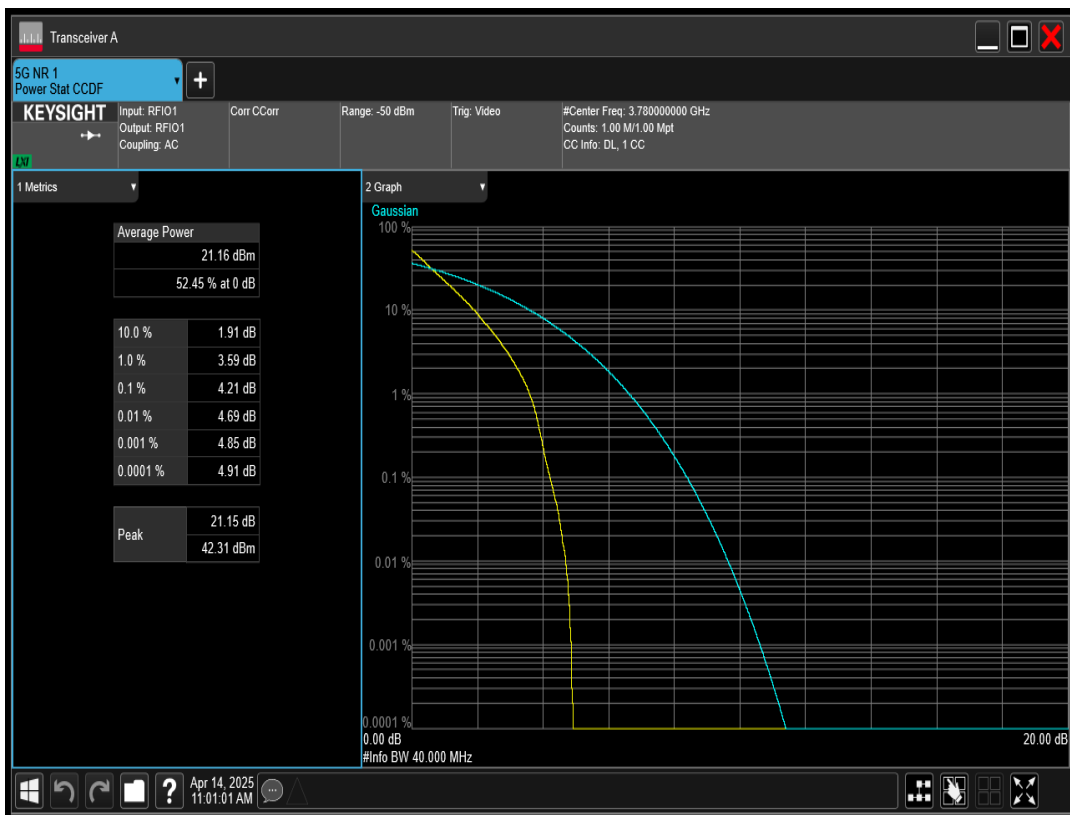 Transceiver A
5G NR 1
Power Stat CCDF
KEYSIGHT
LXI
Input: RFIO1
Output: RFIO1
Coupling: AC
Corr CCorr
Range: -50 dBm
Trig: Video
#Center Freq: 3.780000000 GHz
Counts: 1.00 M/1.00 Mpt
CC Info: DL, 1 CC
1 Metrics
Average Power
21.16 dBm
52.45 % at 0 dB
10.0 % 1.91 dB
1.0 % 3.59 dB
0.1 % 4.21 dB
0.01 % 4.69 dB
0.001 % 4.85 dB
0.0001 % 4.91 dB
Peak
21.15 dB
42.31 dBm
2 Graph
Gaussian
100 %
10 %
1 %
0.1 %
0.01 %
0.001 %
0.0001 %
0.00 dB 20.00 dB
#Info BW 40.000 MHz
? Apr 14, 2025
11:01:01 AM